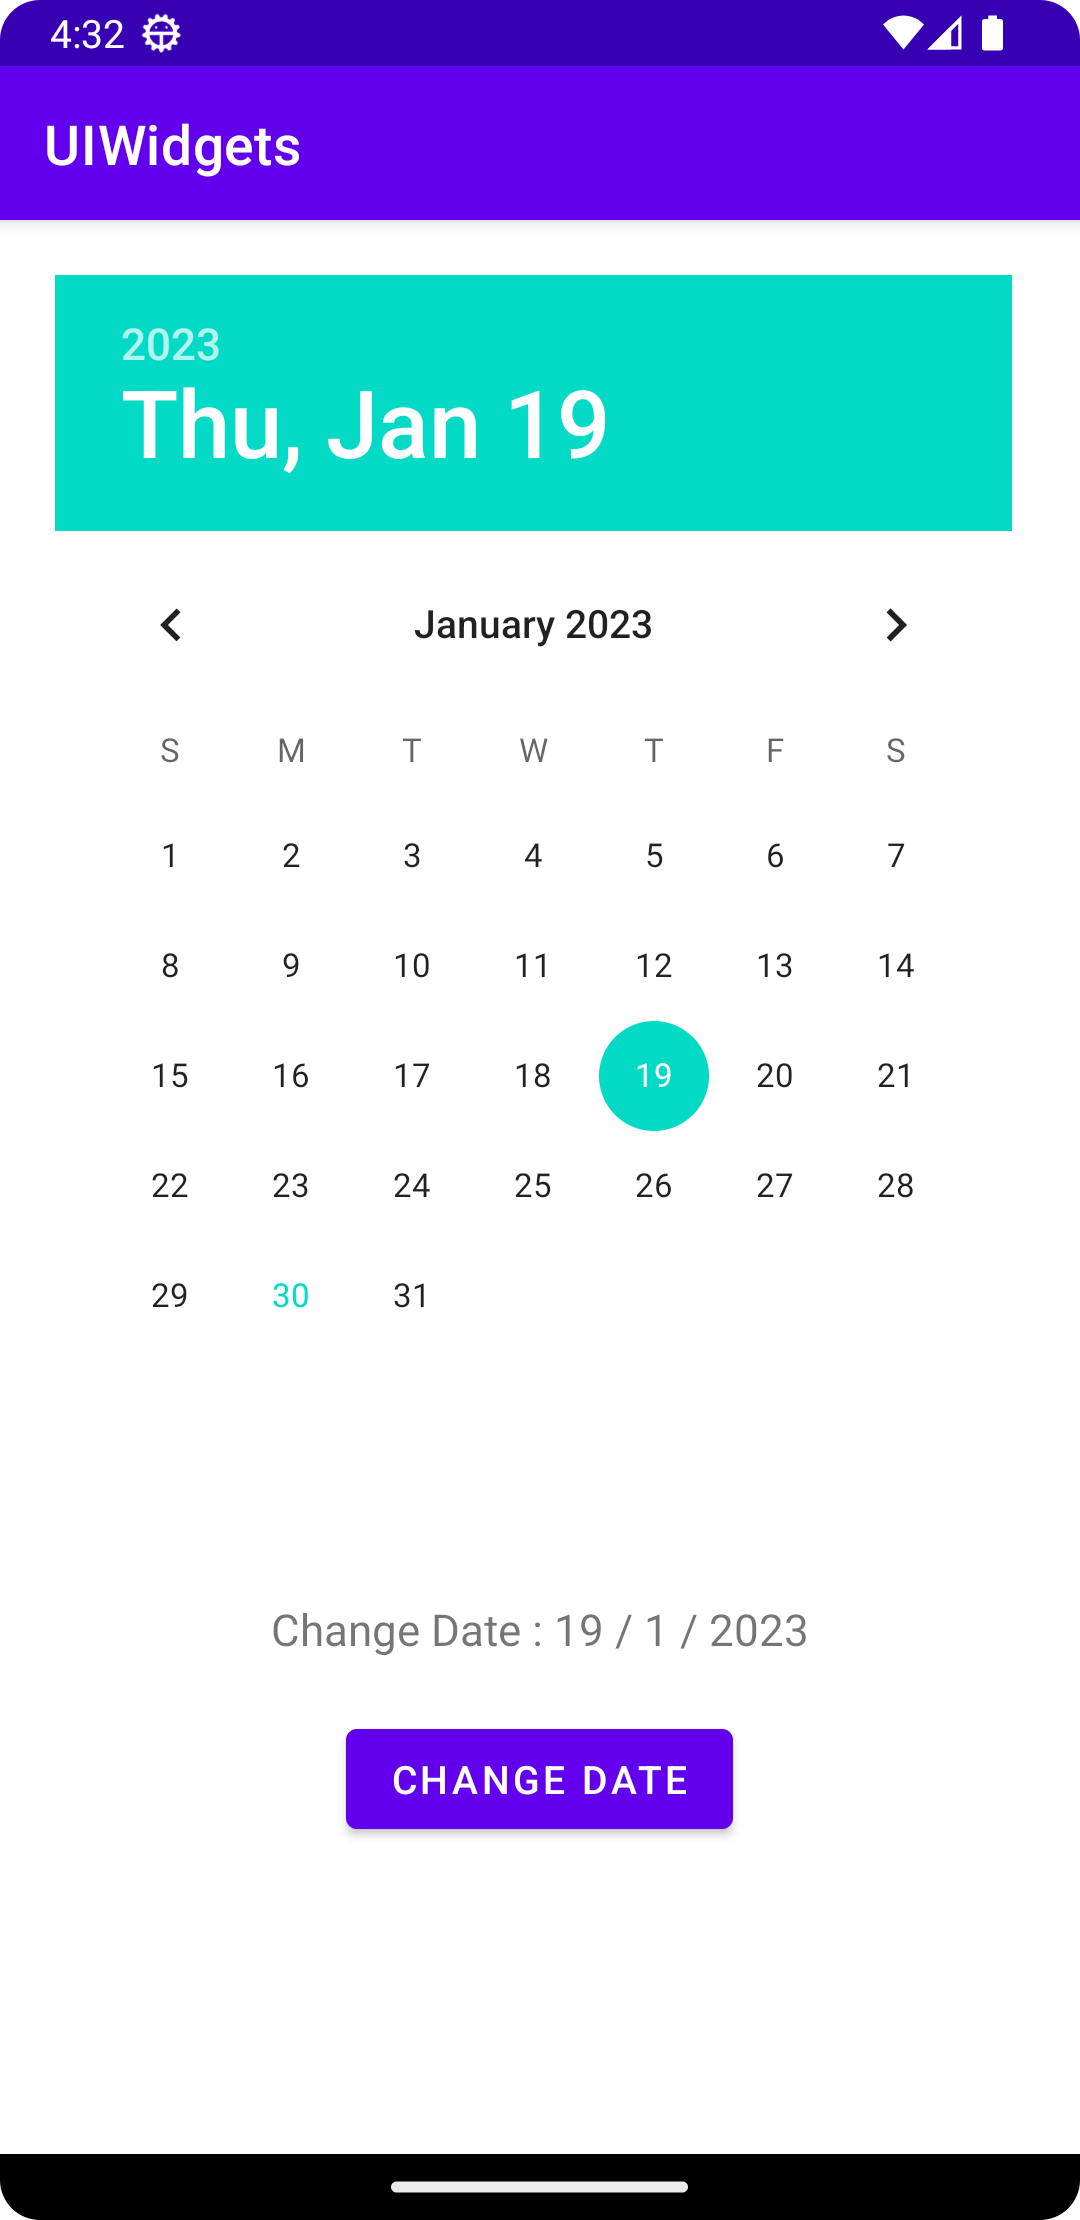 4:32
UIWidgets
2023
Thu, Jan 19
January 2023
S M T W T F S
1 2 3 4 5 6 7
8 9 10 11 12 13 14
15 16 17 18 19 20 21
22 23 24 25 26 27 28
29 30 31
Change Date : 19 / 1 / 2023
CHANGE DATE